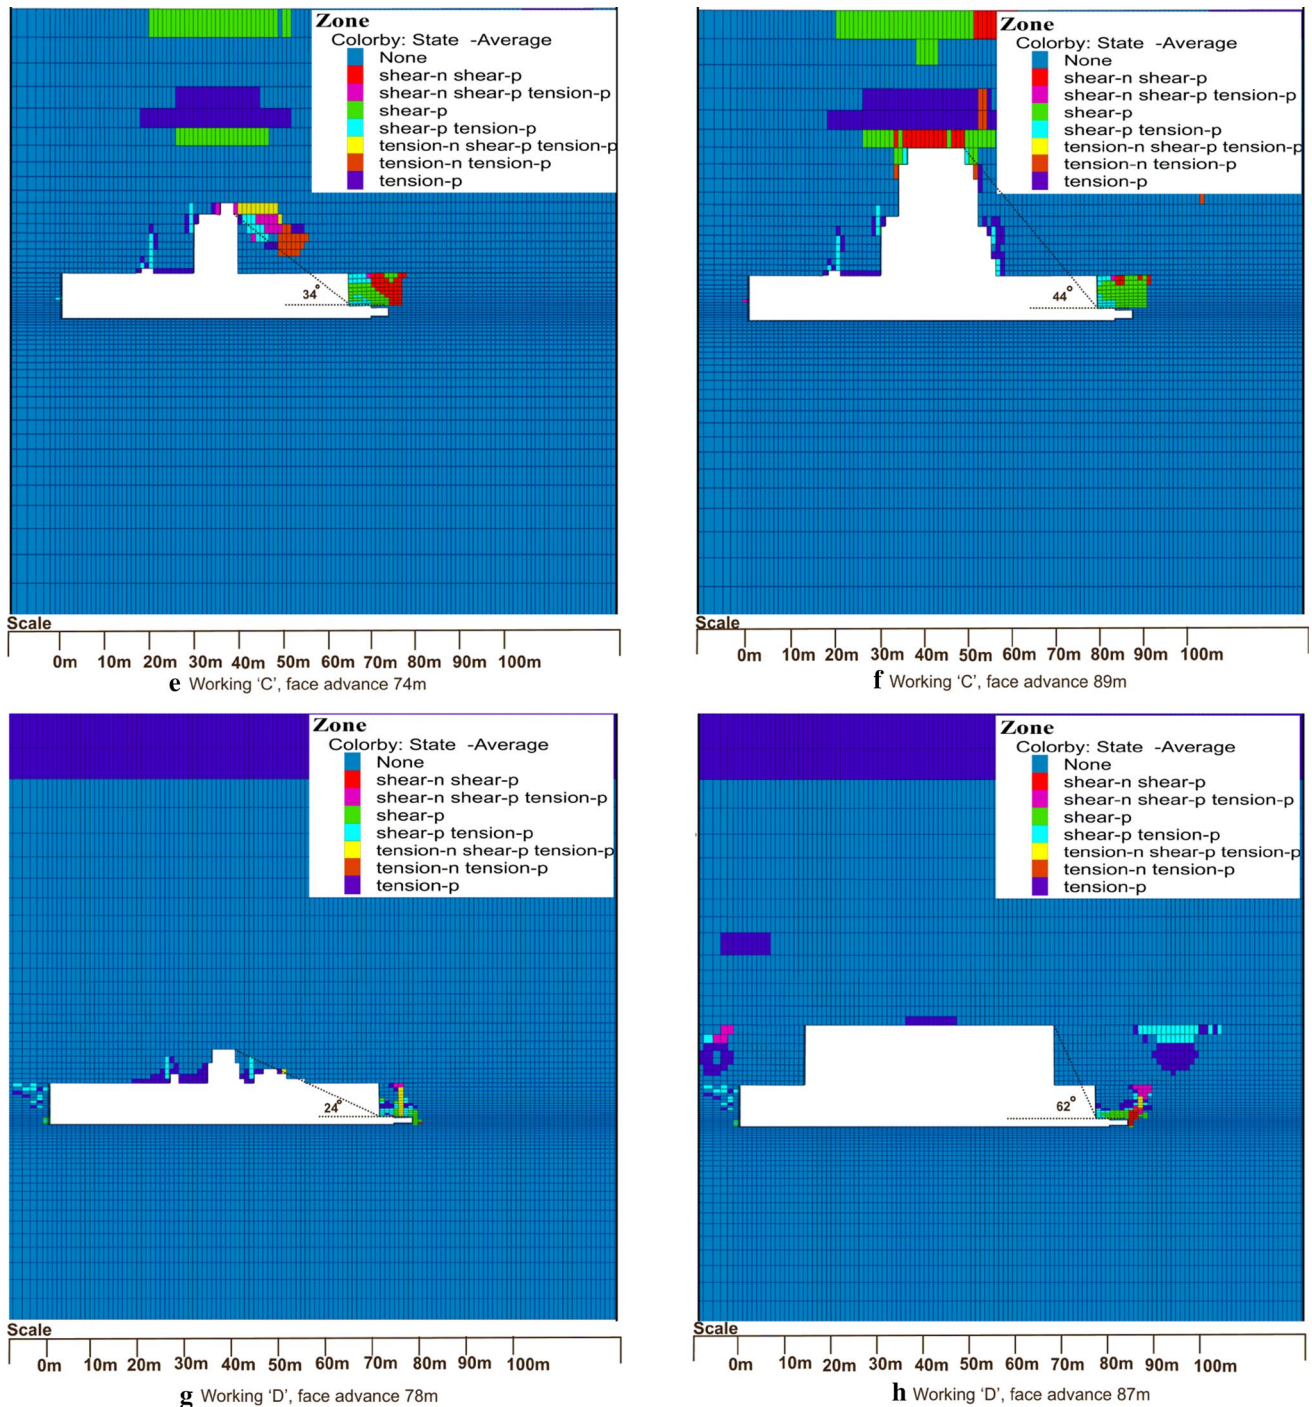 Zone
Colorby: State -Average
None
shear-n shear-p
shear-n shear-p tension-p
shear-p
shear-p tension-p
tension-n shear-p tension-p
tension-n tension-p
tension-p
34°
Scale
0m 10m 20m 30m 40m 50m 60m 70m 80m 90m 100m
e Working 'C', face advance 74m
Zone
Colorby: State -Average
None
shear-n shear-p
shear-n shear-p tension-p
shear-p
shear-p tension-p
tension-n shear-p tension-p
tension-n tension-p
tension-p
44°
Scale
0m 10m 20m 30m 40m 50m 60m 70m 80m 90m 100m
f Working 'C', face advance 89m
Zone
Colorby: State -Average
None
shear-n shear-p
shear-n shear-p tension-p
shear-p
shear-p tension-p
tension-n shear-p tension-p
tension-n tension-p
tension-p
24°
Scale
0m 10m 20m 30m 40m 50m 60m 70m 80m 90m 100m
g Working 'D', face advance 78m
Zone
Colorby: State -Average
None
shear-n shear-p
shear-n shear-p tension-p
shear-p
shear-p tension-p
tension-n shear-p tension-p
tension-n tension-p
tension-p
62°
Scale
0m 10m 20m 30m 40m 50m 60m 70m 80m 90m 100m
h Working 'D', face advance 87m